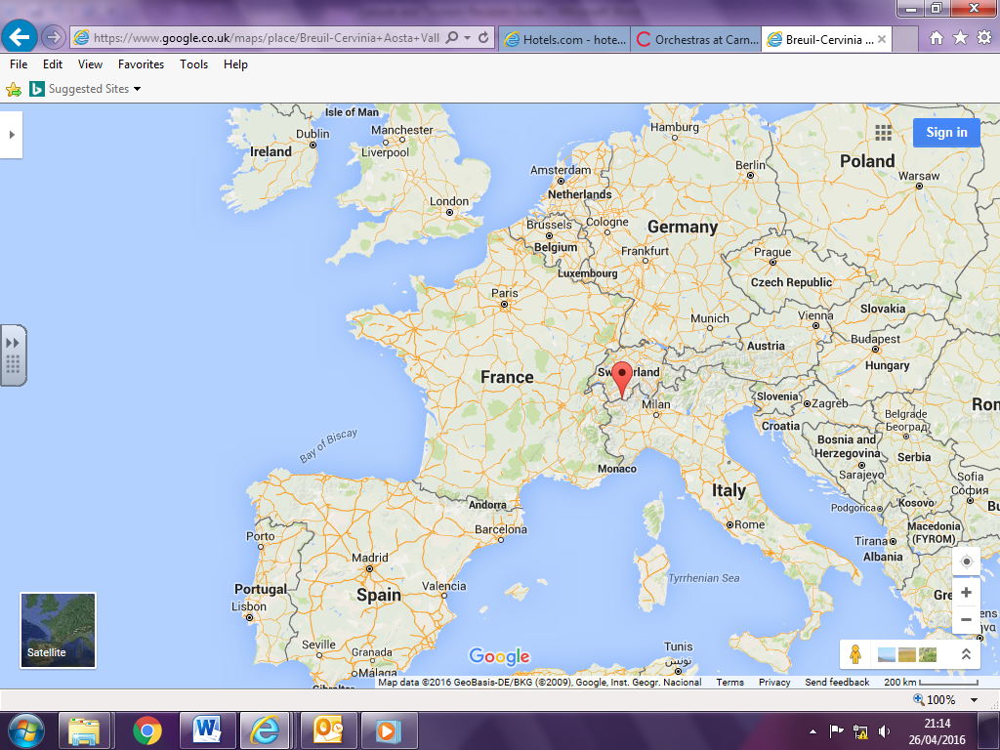 https://www.google.co.uk/maps/place/Breuil-Cervinia+Aosta+Vall
Hotels.com - hote...
Orchestras at Carn...
Breuil-Cervinia ...
File Edit View Favorites Tools Help
Suggested Sites
Isle of Man
Dublin
Manchester
Ireland
Liverpool
London
Hamburg
Sign in
Berlin
Poland
Warsaw
Amsterdam
Netherlands
Brussels
Cologne
Germany
Belgium
Frankfurt
Prague
Luxembourg
Czech Republic
Paris
Slovakia
Munich
Vienna
Austria
Budapest
Hungary
France
Milan
Slovenia
Zagreb
Croatia
Belgrade
Београд
Bay of Biscay
Bosnia and
Herzegovina
Serbia
Monaco
Sarajevo
Sofia
София
Italy
Andorra
Podgorica
Kosovo
Barcelona
Rome
Macedonia
(FYROM)
Porto
Tirana
Albania
Madrid
Tyrrhenian Sea
Portugal
Spain
Valencia
Lisbon
Satellite
Seville
Granada
Málaga
Google
Tunis
تونس
Map data ©2016 GeoBasis-DE/BKG (©2009), Google, Inst. Geogr. Nacional Terms Privacy Send feedback 200 km
100%
21:14
26/04/2016